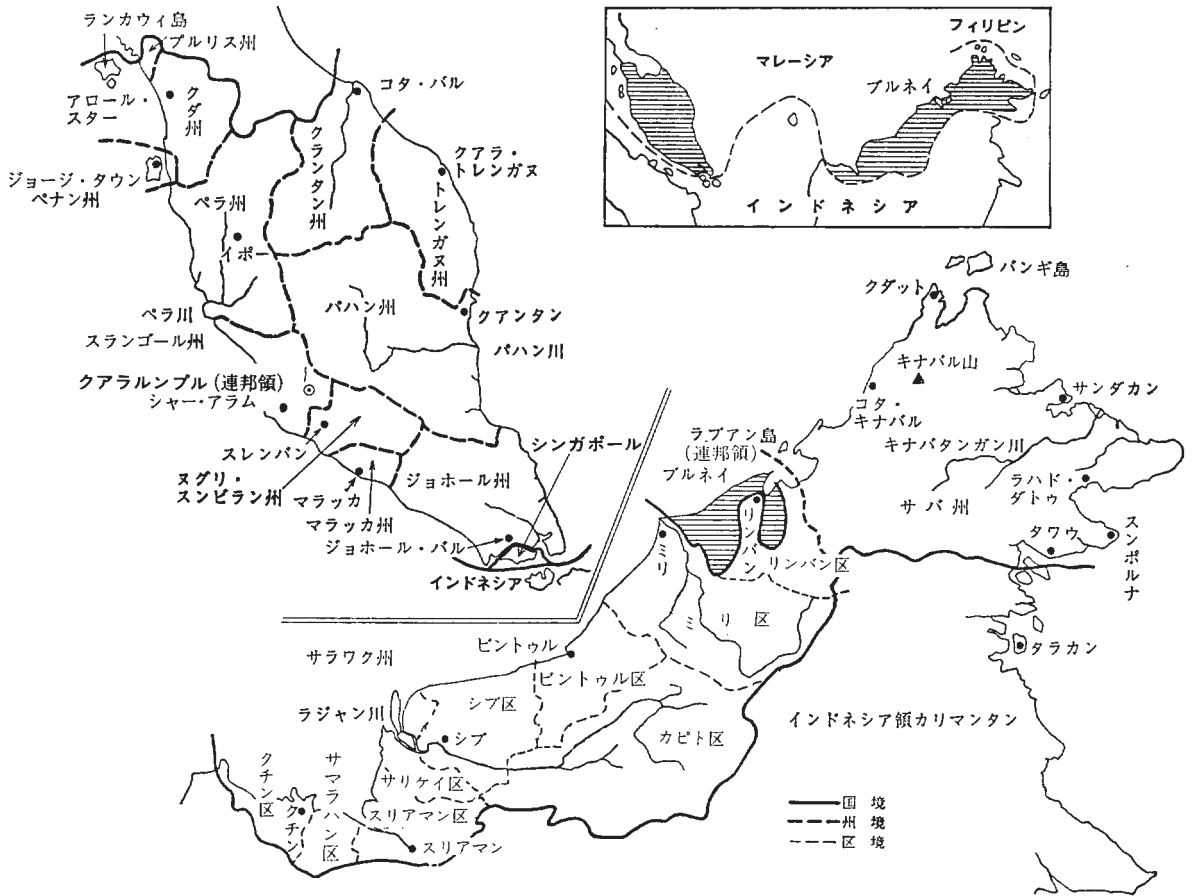 ランカウィ島
プルリス州
アロール・
スター
クダ州
コタ・バル
クランタン州
クアラ・
トレンガヌ
トレンガヌ州
ジョージ・タウン
ペナン州
ペラ州
イポー
パハン州
クアンタン
ペラ川
スランゴール州
パハン川
クアラルンプル(連邦領)
シャー・アラム
スレンバン
ヌグリ・
スンビラン州
マラッカ
マラッカ州
ジョホール州
シンガポール
ジョホール・バル
インドネシア
フィリピン
マレーシア
ブルネイ
インドネシア
バンギ島
クダット
キナバル山
サンダカン
コタ・
キナバル
キナバタンガン川
ラブアン島
(連邦領)
ブルネイ
ラハド・
ダトゥ
サバ州
タワウ
スンポルナ
リンバン
リンバン区
ミリ
ミリ区
タラカン
サラワク州
ビントゥル
ビントゥル区
シブ区
ラジャン川
シブ
カピト区
インドネシア領カリマンタン
クチン区
サマラハン区
サリケイ区
クチン
スリアマン区
スリアマン
国境
州境
区境